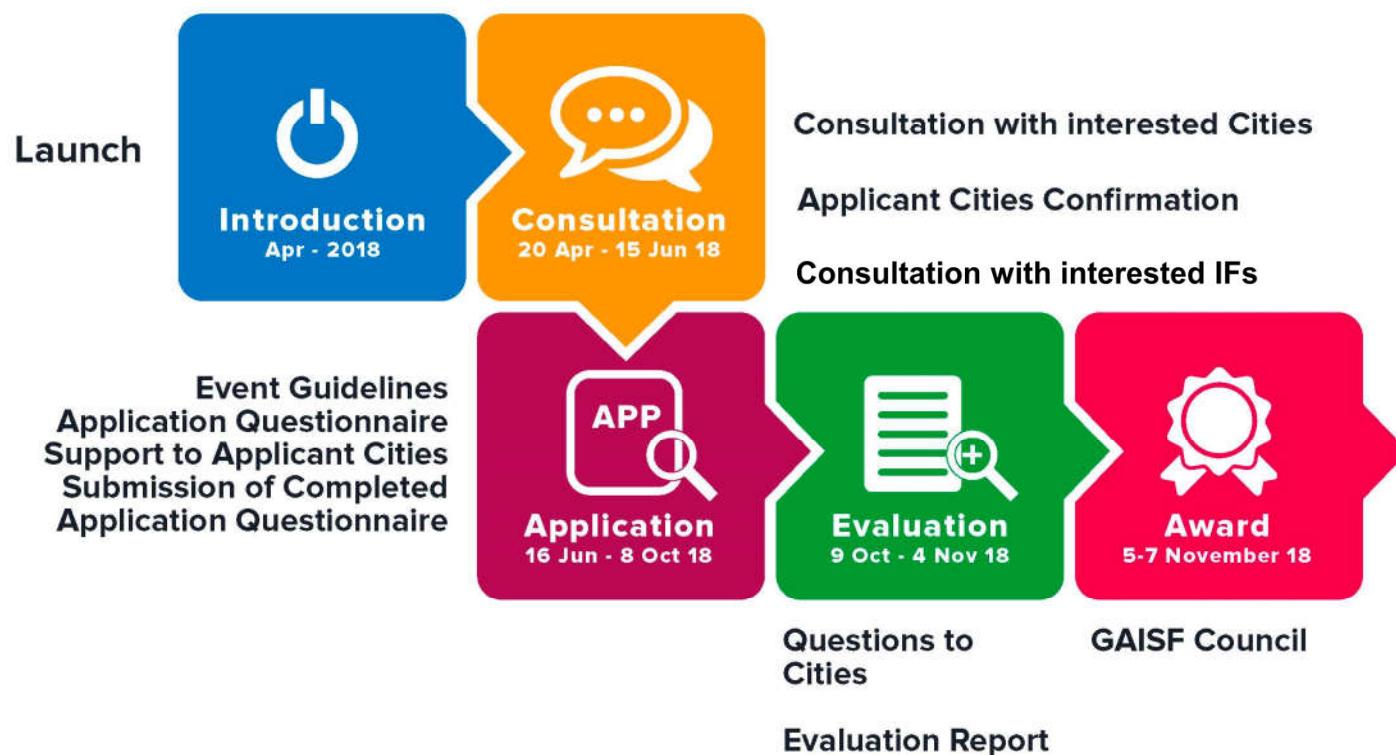 Launch
Introduction
Apr - 2018
Consultation
20 Apr - 15 Jun 18
Consultation with interested Cities
Applicant Cities Confirmation
Consultation with interested IFs
Event Guidelines
Application Questionnaire
Support to Applicant Cities
Submission of Completed
Application Questionnaire
APP
Application
16 Jun - 8 Oct 18
Evaluation
9 Oct - 4 Nov 18
Award
5-7 November 18
Questions to
Cities
Evaluation Report
GAISF Council